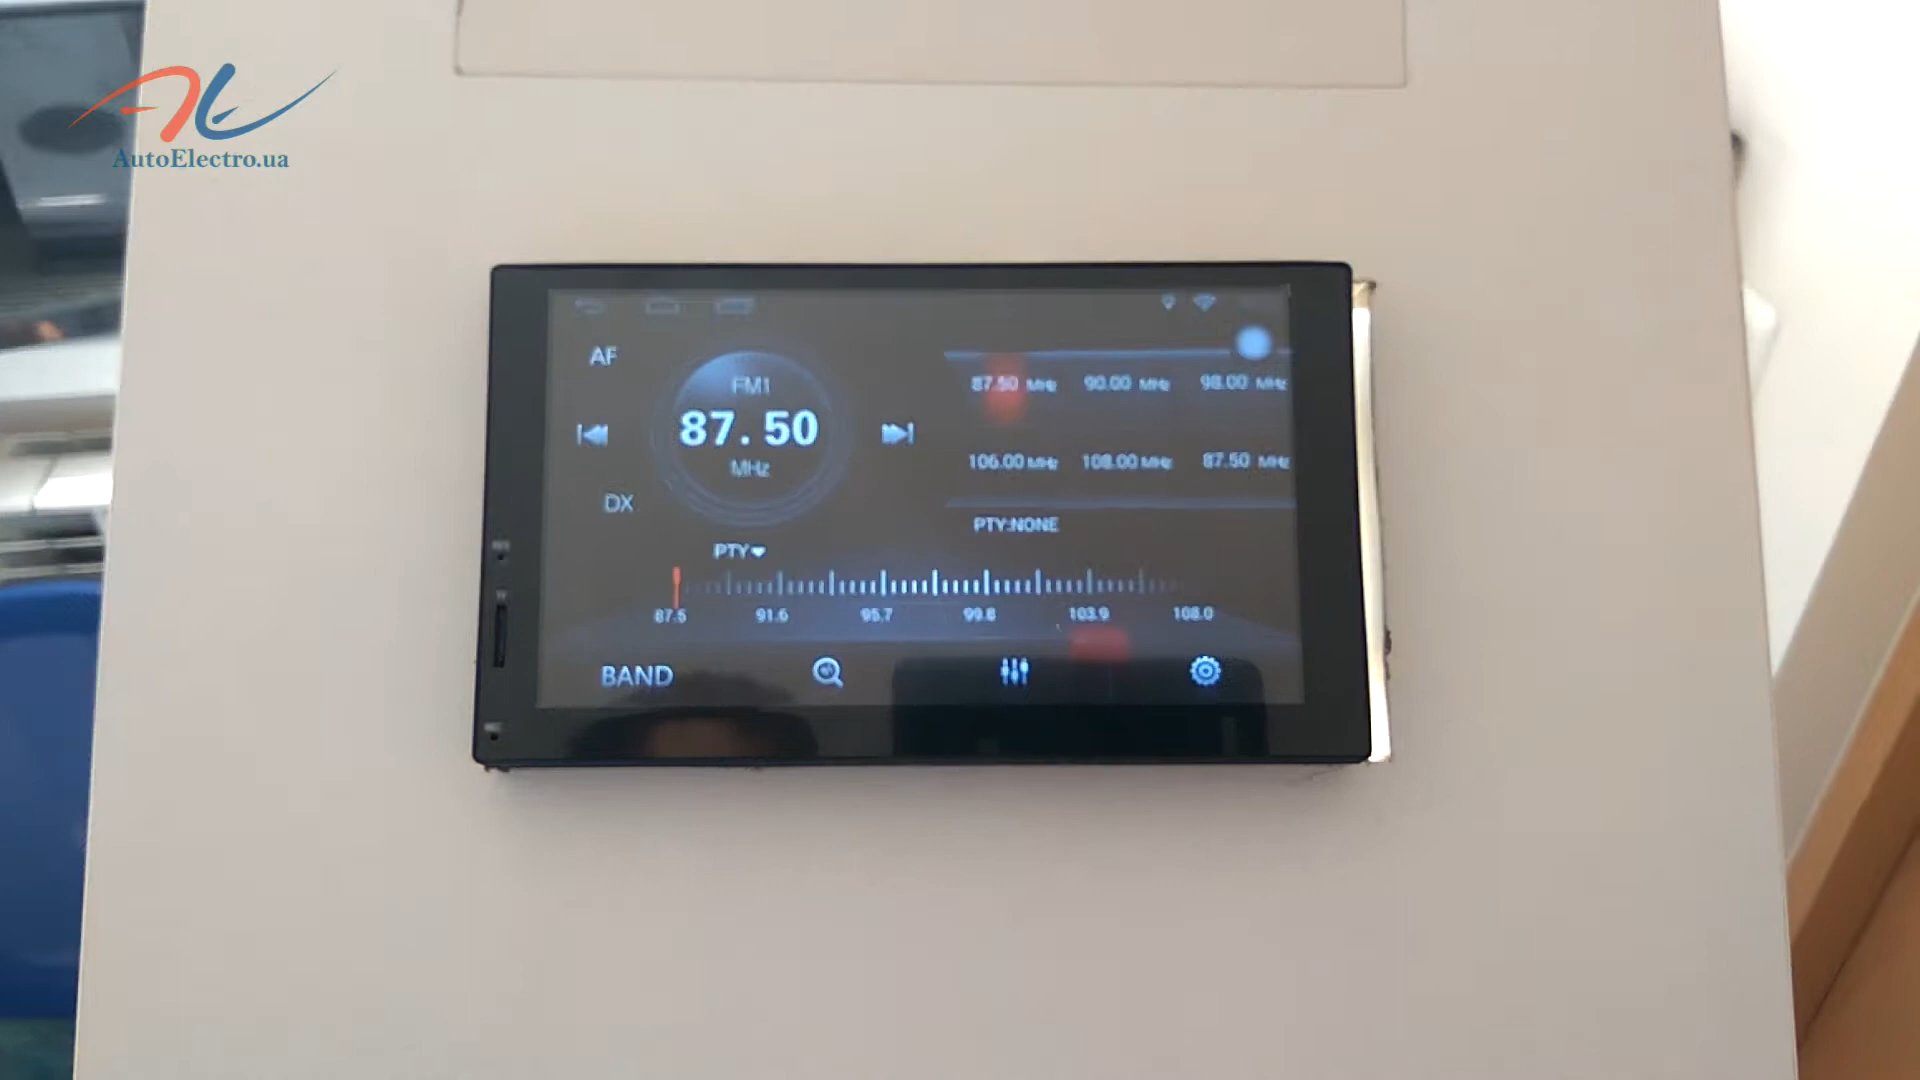 AutoElectro.ua
AF
FM1
87.50
MHz
DX
87.50 MHz 90.00 MHz 98.00 MHz
106.00 MHz 108.00 MHz 87.50 MHz
PTY:NONE
PTY
87.5 91.6 95.7 99.8 103.9 108.0
BAND